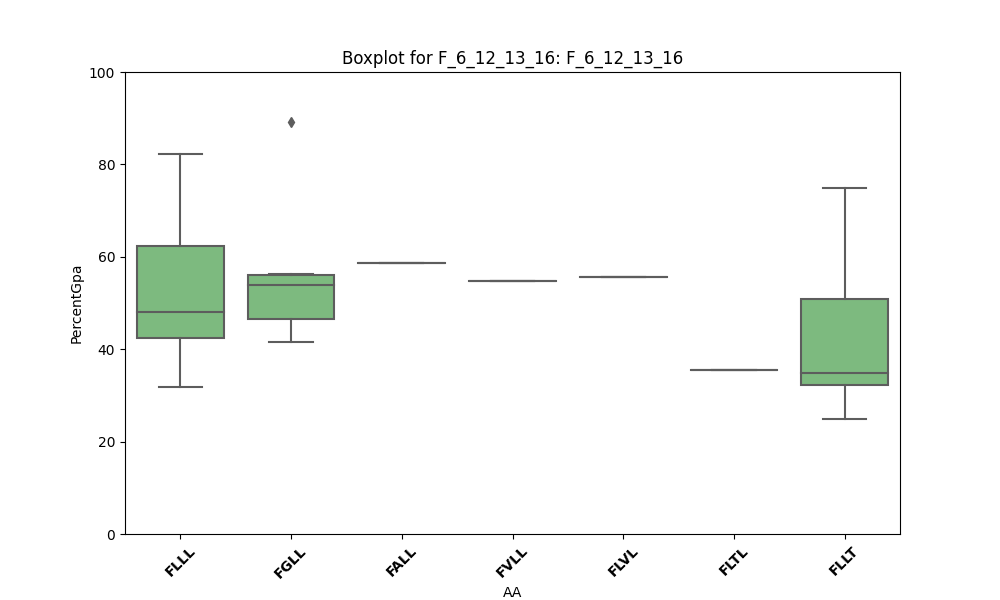 Boxplot for F_6_12_13_16: F_6_12_13_16
100
80
60
40
20
0
PercentGpa
FLLL
FGLL
FALL
FVLL
FLVL
FLTL
FLLT
AA